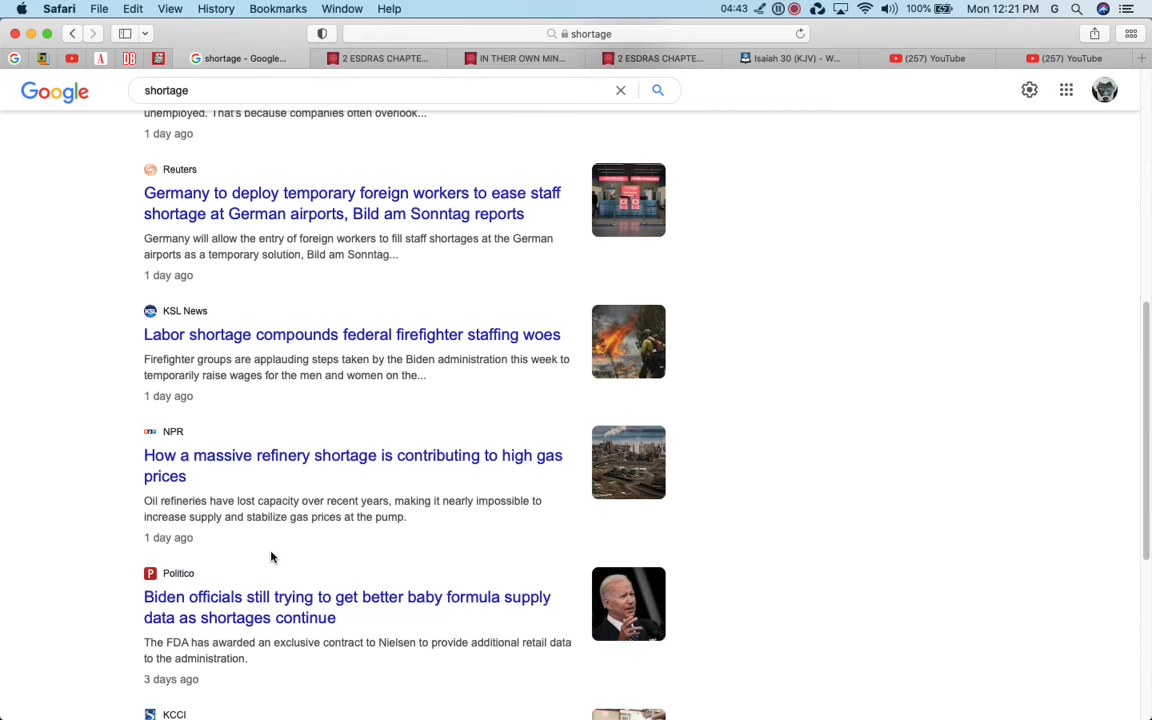 Safari File Edit View History Bookmarks Window Help 04:43 100% Mon 12:21 PM G
shortage
shortage - Google... 2 ESDRAS CHAPTE... IN THEIR OWN MIN... 2 ESDRAS CHAPTE... Isaiah 30 (KJV) - W... (257) YouTube (257) YouTube
Google shortage
unemployed. That's because companies often overlook...
1 day ago
Reuters
Germany to deploy temporary foreign workers to ease staff
shortage at German airports, Bild am Sonntag reports
Germany will allow the entry of foreign workers to fill staff shortages at the German
airports as a temporary solution, Bild am Sonntag...
1 day ago
KSL News
Labor shortage compounds federal firefighter staffing woes
Firefighter groups are applauding steps taken by the Biden administration this week to
temporarily raise wages for the men and women on the...
1 day ago
NPR
How a massive refinery shortage is contributing to high gas
prices
Oil refineries have lost capacity over recent years, making it nearly impossible to
increase supply and stabilize gas prices at the pump.
1 day ago
Politico
Biden officials still trying to get better baby formula supply
data as shortages continue
The FDA has awarded an exclusive contract to Nielsen to provide additional retail data
to the administration.
3 days ago
KCCI